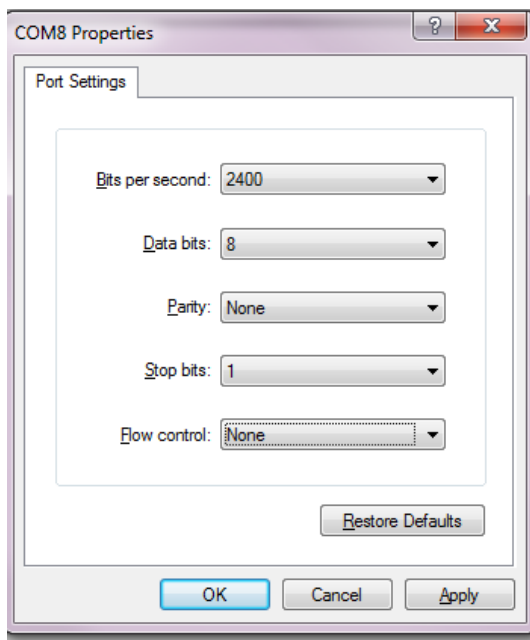 COM8 Properties
Port Settings
Bits per second: 2400
Data bits: 8
Parity: None
Stop bits: 1
Flow control: None
Restore Defaults
OK Cancel Apply